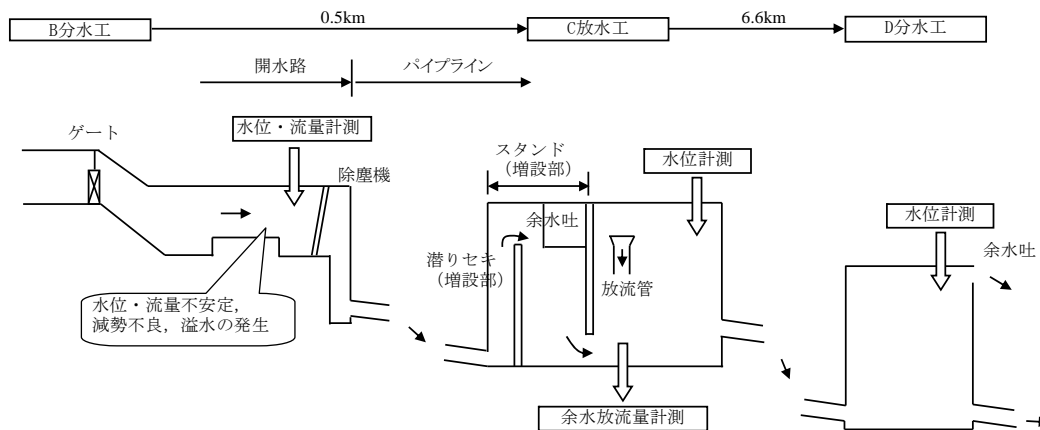 0.5km
6.6km
B分水工
C放水工
D分水工
開水路
パイプライン
水位・流量計測
ゲート
除塵機
スタンド
（増設部）
水位計測
水位計測
余水吐
余水吐
潜りセキ
（増設部）
放流管
水位・流量不安定,
減勢不良, 溢水の発生
余水放流量計測